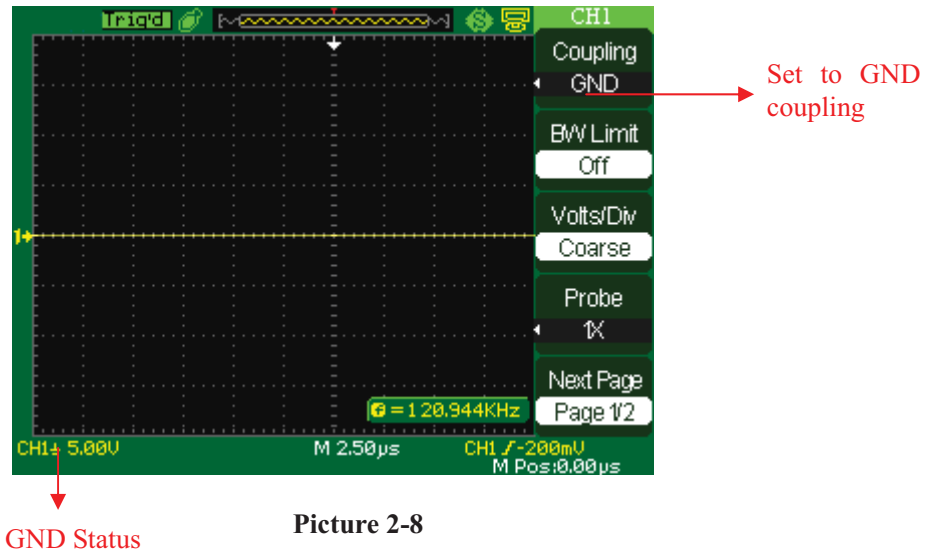 Trig'd
CH1
Coupling
GND
Set to GND
coupling
BW Limit
Off
Volts/Div
Coarse
Probe
1X
Next Page
Page 1/2
1
f = 120.944KHz
CH1 5.00V M 2.50µs CH1 -200mV
M Pos:0.00µs
GND Status
Picture 2-8